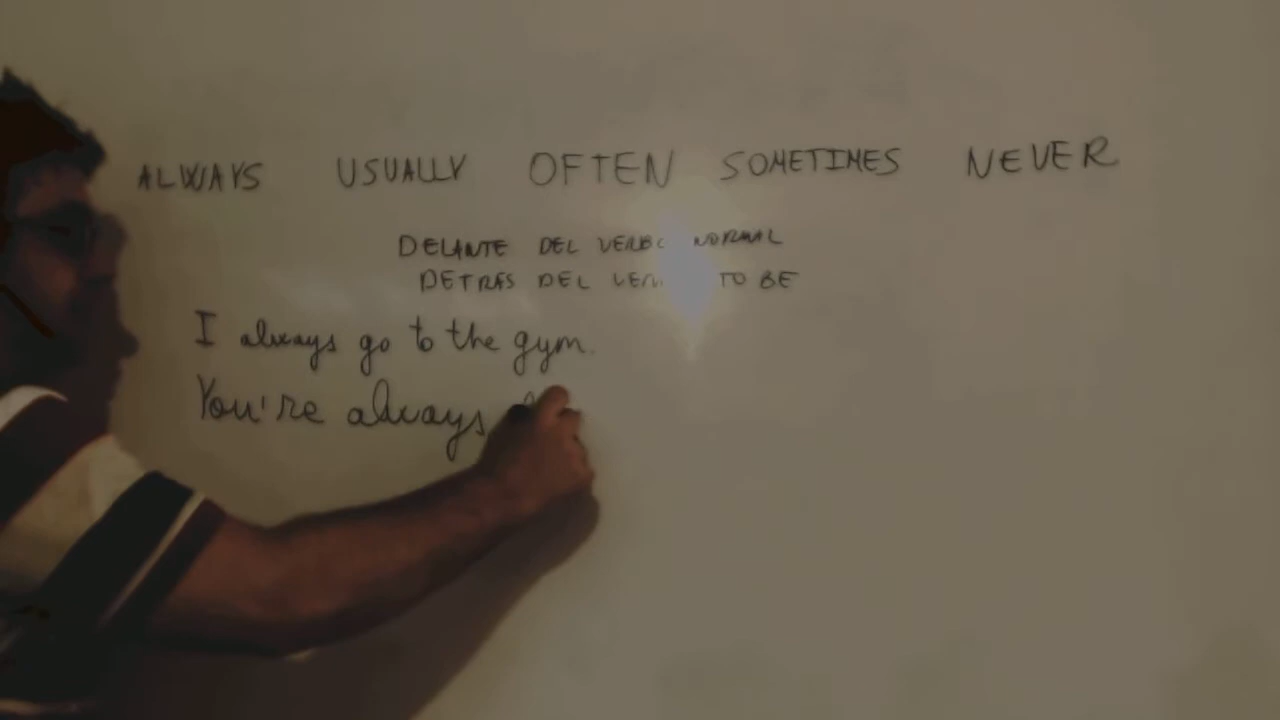 ALWAYS USUALLY OFTEN SOMETIMES NEVER
DELANTE DEL VERBO NORMAL
DETRÁS DEL TO BE
I always go to the gym.
You're always